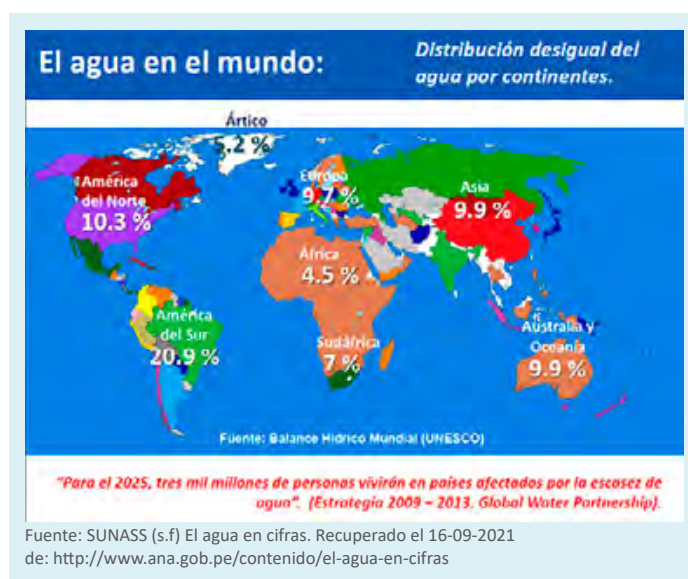 El agua en el mundo:
Distribución desigual del
agua por continentes.
Ártico
5.2 %
América
del Norte
10.3 %
Europa
9.7 %
Asia
9.9 %
África
4.5 %
América
del Sur
20.9 %
Sudáfrica
7 %
Australia y
Oceanía
9.9 %
Fuente: Balance Hídrico Mundial (UNESCO)
"Para el 2025, tres mil millones de personas vivirán en países afectados por la escasez de
agua". (Estrategia 2009 – 2013. Global Water Partnership).
Fuente: SUNASS (s.f) El agua en cifras. Recuperado el 16-09-2021
de: http://www.ana.gob.pe/contenido/el-agua-en-cifras